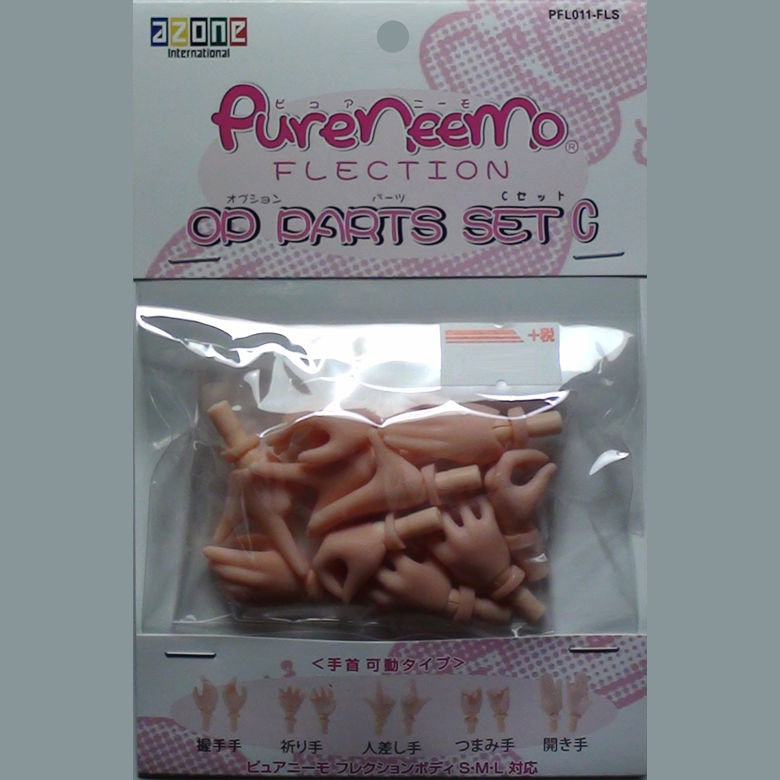 PFL011-FLS
azone
International
ピュアニーモ
PureNeemo®
FLECTION
オプション パーツ Cセット
OP PARTS SET C
+税
＜手首 可動タイプ＞
握手手 祈り手 人差し手 つまみ手 開き手
ピュアニーモ フレクションボディ S・M・L 対応